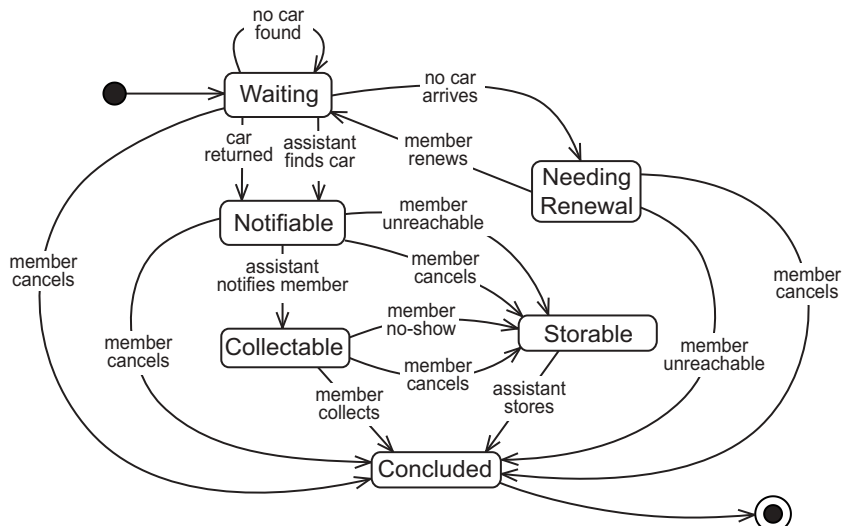 no car
found
Waiting
no car
arrives
car
returned
assistant
finds car
member
renews
Needing
Renewal
Notifiable
member
unreachable
member
cancels
assistant
notifies member
member
cancels
member
cancels
Collectable
member
no-show
Storable
member
cancels
member
cancels
member
unreachable
member
collects
assistant
stores
Concluded